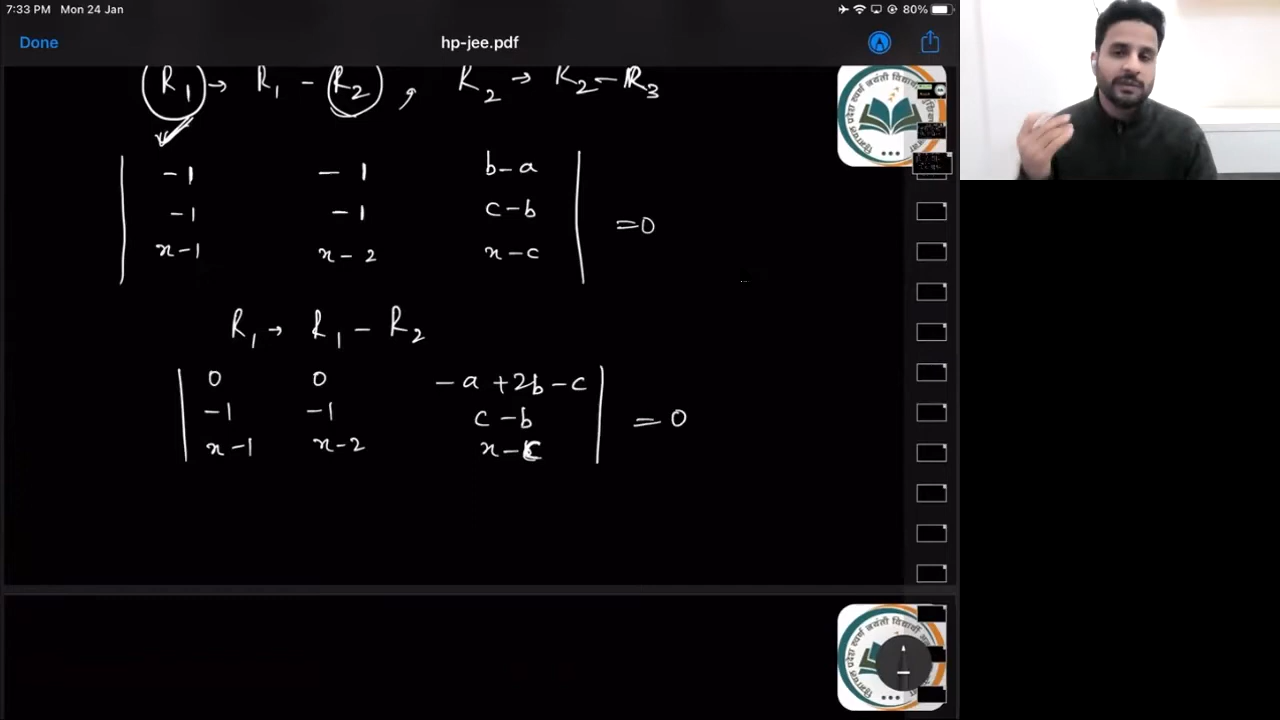 7:33 PM Mon 24 Jan 80%
Done hp-jee.pdf
R₁ → R₁ - R₂ , R₂ → R₂ - R₃
| -1 -1 b-a |
| -1 -1 c-b | =0
| x-1 x-2 x-c |
R₁ → R₁ - R₂
| 0 0 -a+2b-c |
| -1 -1 c-b | =0
| x-1 x-2 x-c |